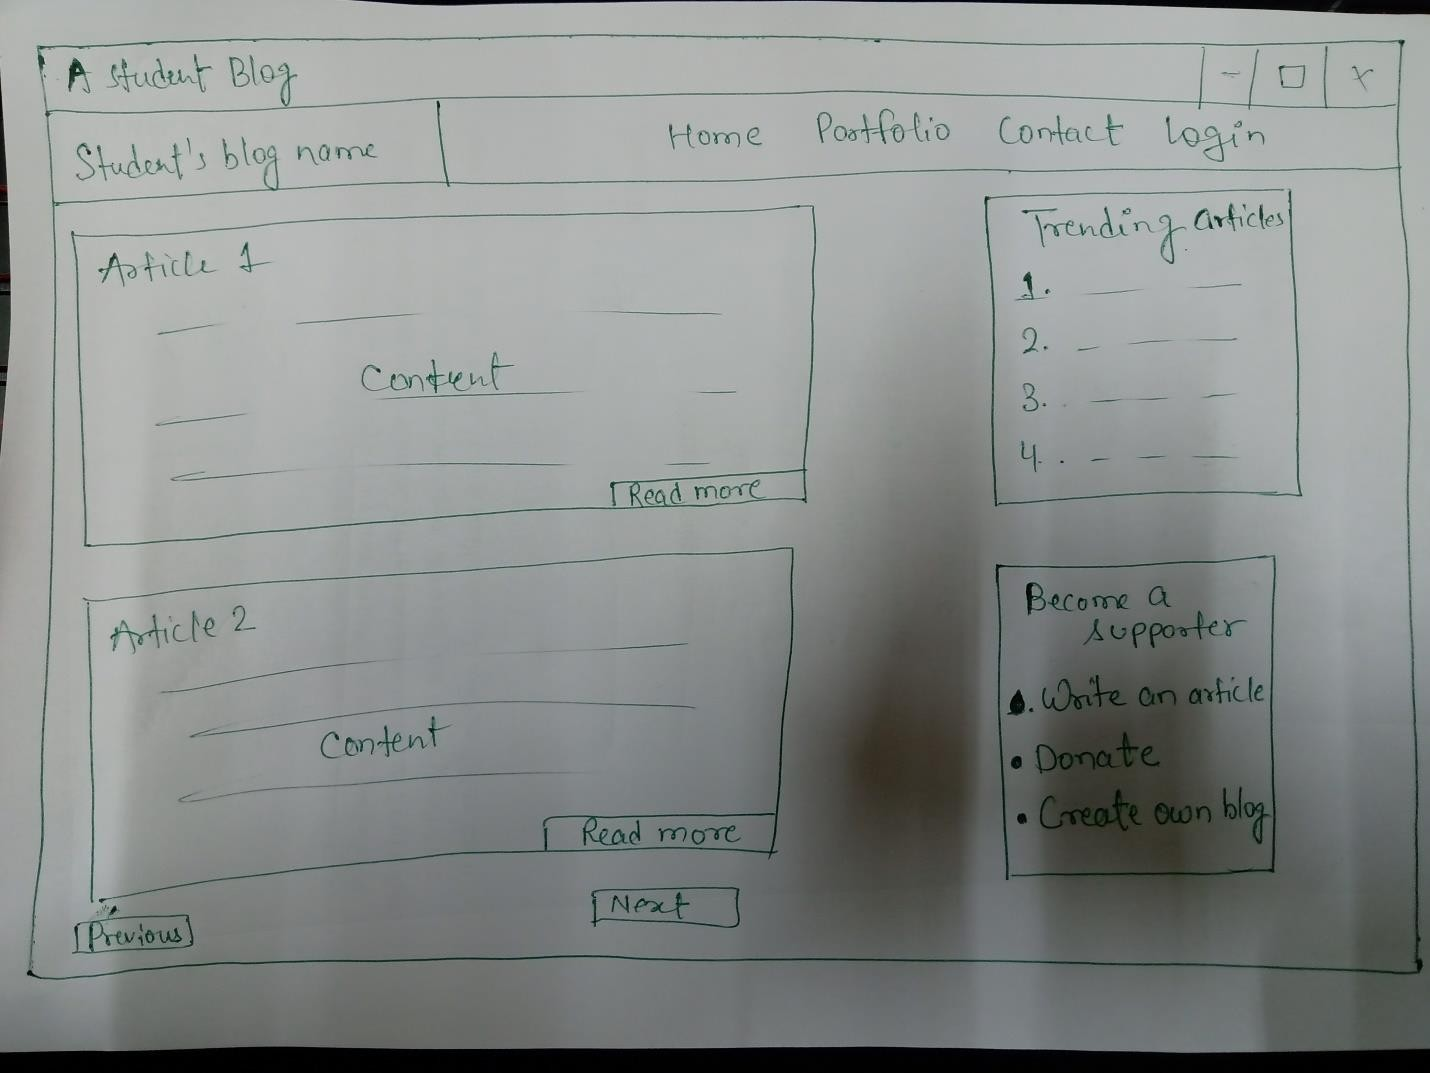 A Student Blog
- □ x
Student's blog name
Home Portfolio Contact Login
Article 1
Content
Read more
Trending articles
1.
2.
3.
4.
Article 2
Content
Read more
Become a
supporter
. Write an article
• Donate
• Create own blog
Previous
Next